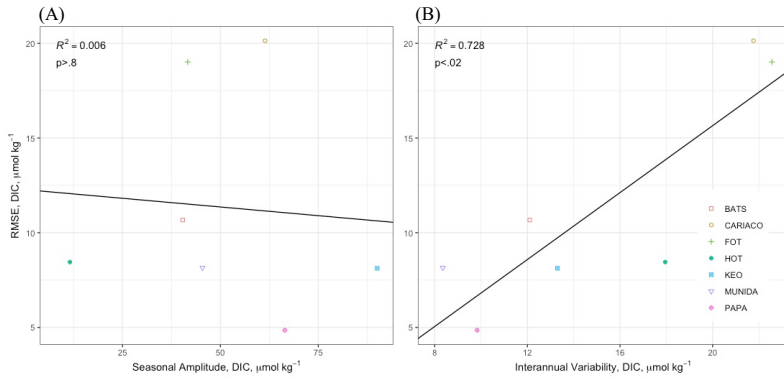 (A)
(B)
R² = 0.006
p>.8
R² = 0.728
p<.02
RMSE, DIC, μmol kg⁻¹
20
15
10
5
25
50
75
Seasonal Amplitude, DIC, μmol kg⁻¹
20
15
10
5
8
12
16
20
Interannual Variability, DIC, μmol kg⁻¹
BATS
CARIACO
FOT
HOT
KEO
MUNIDA
PAPA